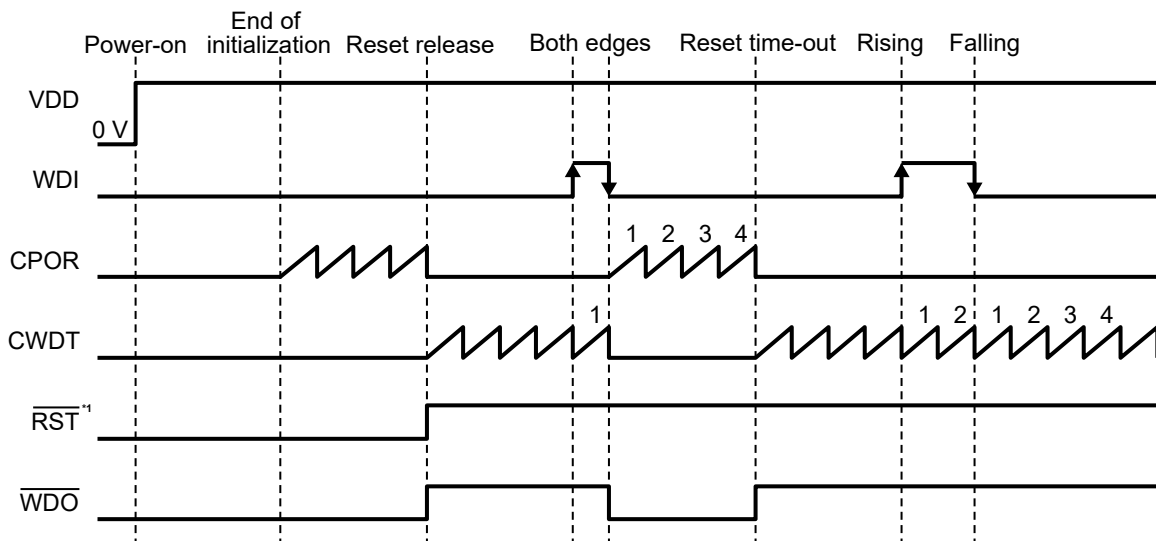 End of
Power-on initialization Reset release Both edges Reset time-out Rising Falling
VDD
0 V
WDI
1 2 3 4
CPOR
1 1 2 1 2 3 4
CWDT
RST *1
WDO